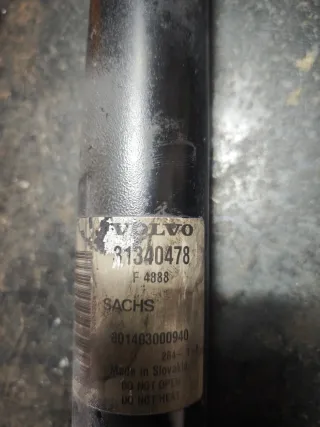 VOLVO
31340478
F 4888
SACHS
801403000940
Made in Slovakia
DO NOT OPEN
DO NOT HEAT